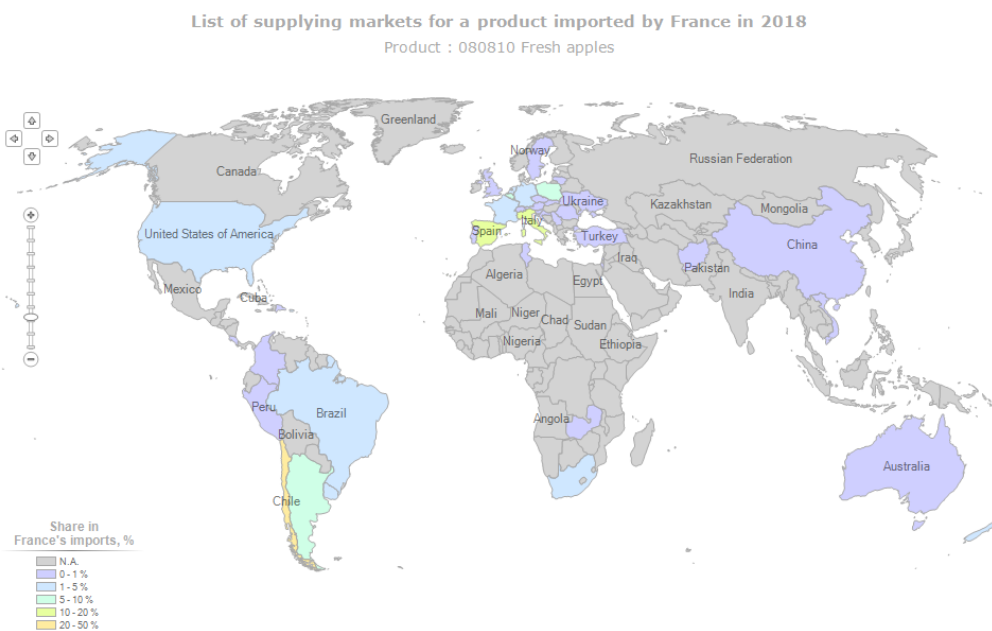 List of supplying markets for a product imported by France in 2018
Product : 080810 Fresh apples
Greenland
Norway
Russian Federation
Canada
Ukraine
Kazakhstan
Mongolia
United States of America
Spain
Italy
Turkey
China
Iraq
Pakistan
Algeria
Egypt
India
Mexico
Cuba
Mali
Niger
Chad
Sudan
Nigeria
Ethiopia
Peru
Brazil
Angola
Bolivia
Australia
Chile
Share in
France's imports, %
N.A.
0 - 1 %
1 - 5 %
5 - 10 %
10 - 20 %
20 - 50 %